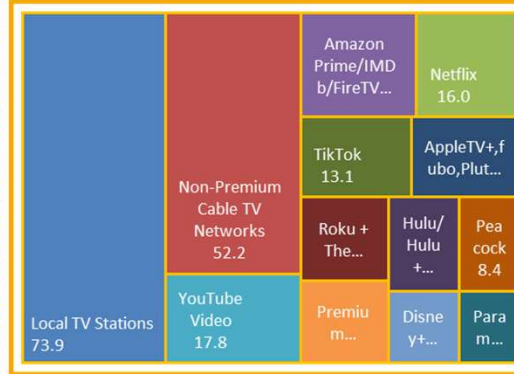 Local TV Stations
73.9
Non-Premium
Cable TV
Networks
52.2
YouTube
Video
17.8
Amazon
Prime/IMD
b/FireTV...
Netflix
16.0
TikTok
13.1
AppleTV+,f
ubo,Plut...
Roku +
The...
Hulu/
Hulu
+...
Pea
cock
8.4
Premiu
m...
Disne
y+...
Para
m...